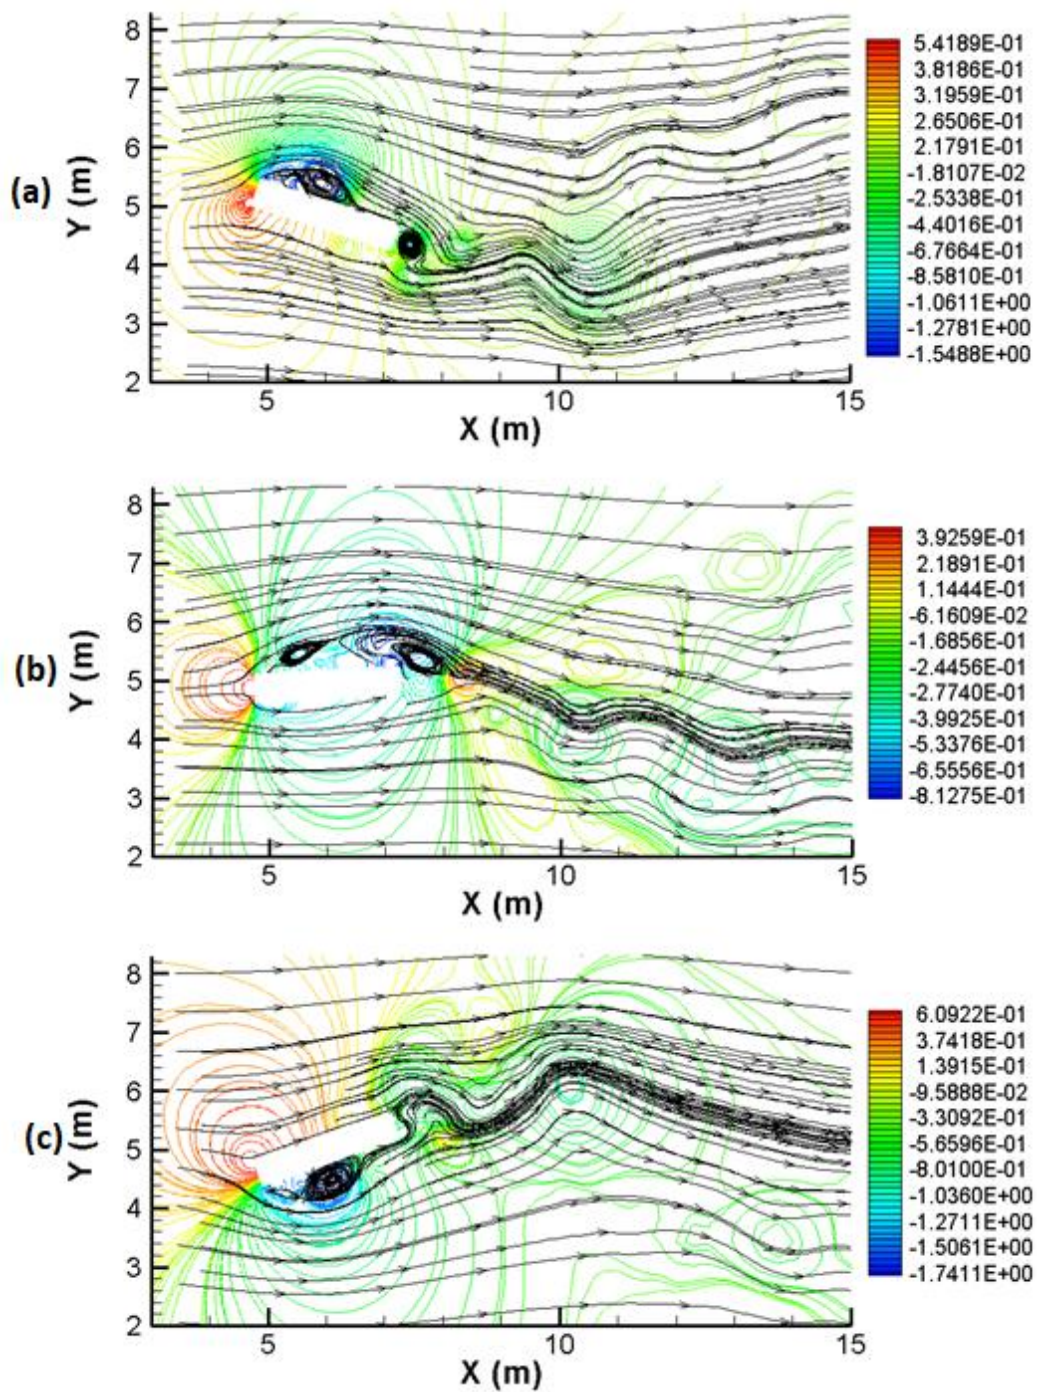 (a)
Y (m)
8
7
6
5
4
3
2
5
10
15
X (m)
5.4189E-01
3.8186E-01
3.1959E-01
2.6506E-01
2.1791E-01
-1.8107E-02
-2.5338E-01
-4.4016E-01
-6.7664E-01
-8.5810E-01
-1.0611E+00
-1.2781E+00
-1.5488E+00
(b)
Y (m)
8
7
6
5
4
3
2
5
10
15
X (m)
3.9259E-01
2.1891E-01
1.1444E-01
-6.1609E-02
-1.6856E-01
-2.4456E-01
-2.7740E-01
-3.9925E-01
-5.3376E-01
-6.5556E-01
-8.1275E-01
(c)
Y (m)
8
7
6
5
4
3
2
5
10
15
X (m)
6.0922E-01
3.7418E-01
1.3915E-01
-9.5888E-02
-3.3092E-01
-5.6596E-01
-8.0100E-01
-1.0360E+00
-1.2711E+00
-1.5061E+00
-1.7411E+00